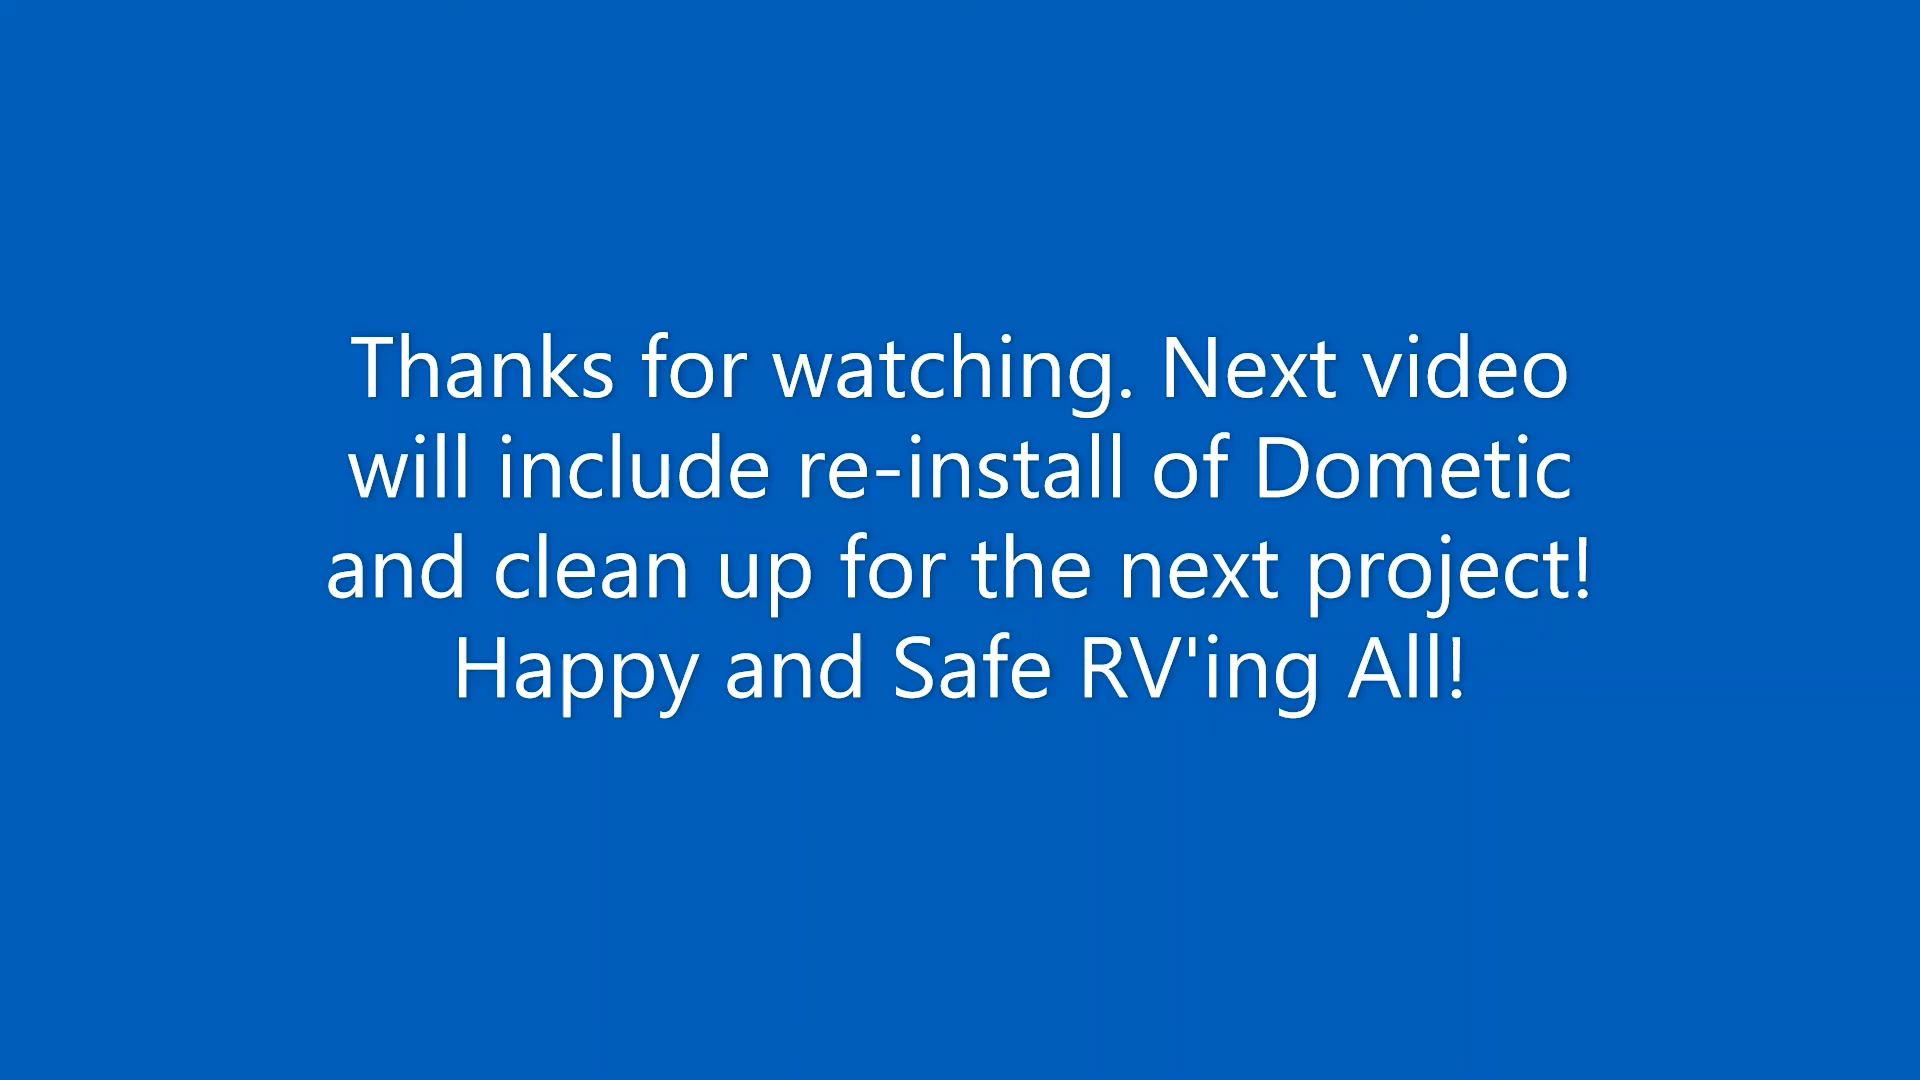 Thanks for watching. Next video
will include re-install of Dometic
and clean up for the next project!
Happy and Safe RV'ing All!